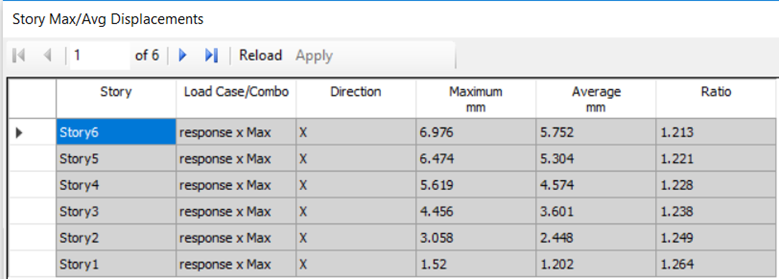 Story Max/Avg Displacements
1 of 6 Reload Apply
Story Load Case/Combo Direction Maximum mm Average mm Ratio
Story6 response x Max X 6.976 5.752 1.213
Story5 response x Max X 6.474 5.304 1.221
Story4 response x Max X 5.619 4.574 1.228
Story3 response x Max X 4.456 3.601 1.238
Story2 response x Max X 3.058 2.448 1.249
Story1 response x Max X 1.52 1.202 1.264